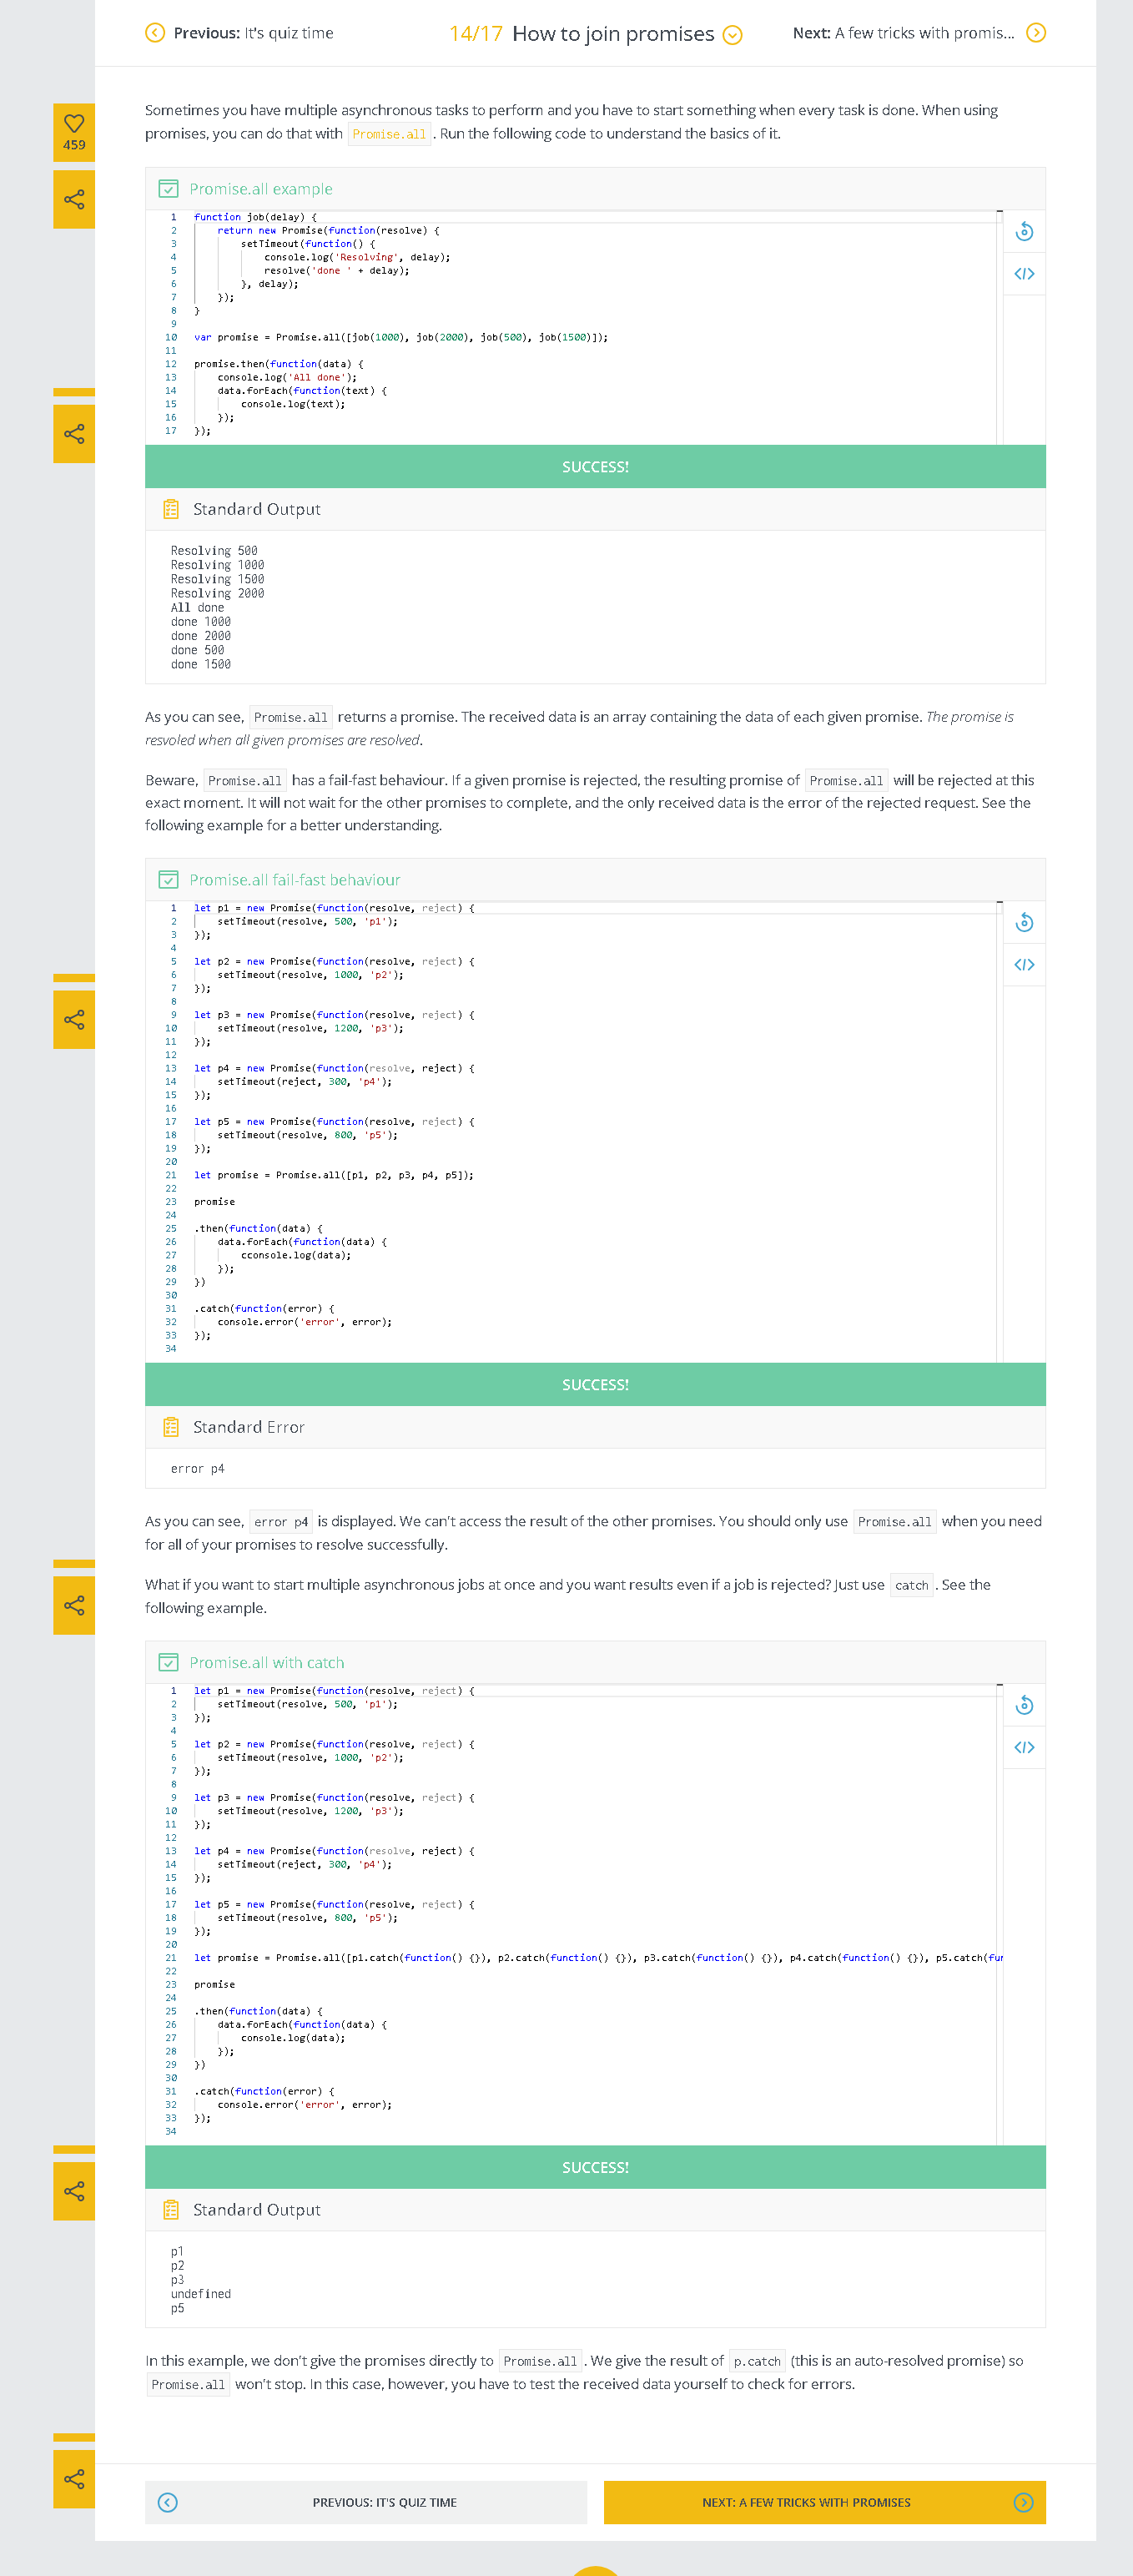 Previous: It's quiz time
14/17 How to join promises
Next: A few tricks with promis...
459
Sometimes you have multiple asynchronous tasks to perform and you have to start something when every task is done. When using
promises, you can do that with Promise.all . Run the following code to understand the basics of it.
Promise.all example
1 function job(delay) {
2 return new Promise(function(resolve) {
3 setTimeout(function() {
4 console.log('Resolving', delay);
5 resolve('done ' + delay);
6 }, delay);
7 });
8 }
9
10 var promise = Promise.all([job(1000), job(2000), job(500), job(1500)]);
11
12 promise.then(function(data) {
13 console.log('All done');
14 data.forEach(function(text) {
15 console.log(text);
16 });
17 });
SUCCESS!
Standard Output
Resolving 500
Resolving 1000
Resolving 1500
Resolving 2000
All done
done 1000
done 2000
done 500
done 1500
As you can see, Promise.all returns a promise. The received data is an array containing the data of each given promise. The promise is
resvoled when all given promises are resolved.
Beware, Promise.all has a fail-fast behaviour. If a given promise is rejected, the resulting promise of Promise.all will be rejected at this
exact moment. It will not wait for the other promises to complete, and the only received data is the error of the rejected request. See the
following example for a better understanding.
Promise.all fail-fast behaviour
1 let p1 = new Promise(function(resolve, reject) {
2 setTimeout(resolve, 500, 'p1');
3 });
4
5 let p2 = new Promise(function(resolve, reject) {
6 setTimeout(resolve, 1000, 'p2');
7 });
8
9 let p3 = new Promise(function(resolve, reject) {
10 setTimeout(resolve, 1200, 'p3');
11 });
12
13 let p4 = new Promise(function(resolve, reject) {
14 setTimeout(reject, 300, 'p4');
15 });
16
17 let p5 = new Promise(function(resolve, reject) {
18 setTimeout(resolve, 800, 'p5');
19 });
20
21 let promise = Promise.all([p1, p2, p3, p4, p5]);
22
23 promise
24
25 .then(function(data) {
26 data.forEach(function(data) {
27 cconsole.log(data);
28 });
29 })
30
31 .catch(function(error) {
32 console.error('error', error);
33 });
34
SUCCESS!
Standard Error
error p4
As you can see, error p4 is displayed. We can't access the result of the other promises. You should only use Promise.all when you need
for all of your promises to resolve successfully.
What if you want to start multiple asynchronous jobs at once and you want results even if a job is rejected? Just use catch . See the
following example.
Promise.all with catch
1 let p1 = new Promise(function(resolve, reject) {
2 setTimeout(resolve, 500, 'p1');
3 });
4
5 let p2 = new Promise(function(resolve, reject) {
6 setTimeout(resolve, 1000, 'p2');
7 });
8
9 let p3 = new Promise(function(resolve, reject) {
10 setTimeout(resolve, 1200, 'p3');
11 });
12
13 let p4 = new Promise(function(resolve, reject) {
14 setTimeout(reject, 300, 'p4');
15 });
16
17 let p5 = new Promise(function(resolve, reject) {
18 setTimeout(resolve, 800, 'p5');
19 });
20
21 let promise = Promise.all([p1.catch(function() {}), p2.catch(function() {}), p3.catch(function() {}), p4.catch(function() {}), p5.catch(fun
22
23 promise
24
25 .then(function(data) {
26 data.forEach(function(data) {
27 console.log(data);
28 });
29 })
30
31 .catch(function(error) {
32 console.error('error', error);
33 });
34
SUCCESS!
Standard Output
p1
p2
p3
undefined
p5
In this example, we don't give the promises directly to Promise.all . We give the result of p.catch (this is an auto-resolved promise) so
Promise.all won't stop. In this case, however, you have to test the received data yourself to check for errors.
PREVIOUS: IT'S QUIZ TIME
NEXT: A FEW TRICKS WITH PROMISES